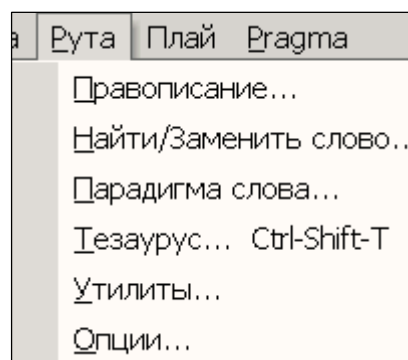 а Рута Плай Pragma
Правописание...
Найти/Заменить слово..
Парадигма слова...
Тезаурус... Ctrl-Shift-T
Утилиты...
Опции...